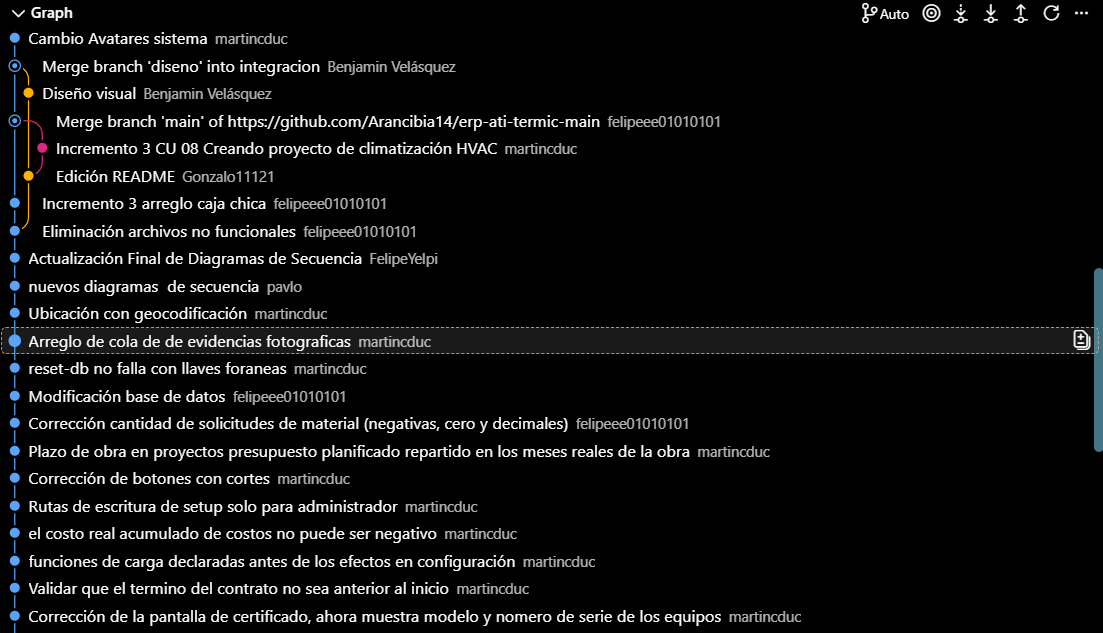 Graph
Auto
Cambio Avatares sistema martincduc
Merge branch 'diseno' into integracion Benjamin Velásquez
Diseño visual Benjamin Velásquez
Merge branch 'main' of https://github.com/Arancibia14/erp-ati-termic-main felipeee01010101
Incremento 3 CU 08 Creando proyecto de climatización HVAC martincduc
Edición README Gonzalo11121
Incremento 3 arreglo caja chica felipeee01010101
Eliminación archivos no funcionales felipeee01010101
Actualización Final de Diagramas de Secuencia FelipeYelpi
nuevos diagramas  de secuencia pavlo
Ubicación con geocodificación martincduc
Arreglo de cola de de evidencias fotograficas martincduc
reset-db no falla con llaves foraneas martincduc
Modificación base de datos felipeee01010101
Corrección cantidad de solicitudes de material (negativas, cero y decimales) felipeee01010101
Plazo de obra en proyectos presupuesto planificado repartido en los meses reales de la obra martincduc
Corrección de botones con cortes martincduc
Rutas de escritura de setup solo para administrador martincduc
el costo real acumulado de costos no puede ser negativo martincduc
funciones de carga declaradas antes de los efectos en configuración martincduc
Validar que el termino del contrato no sea anterior al inicio martincduc
Corrección de la pantalla de certificado, ahora muestra modelo y nomero de serie de los equipos martincduc